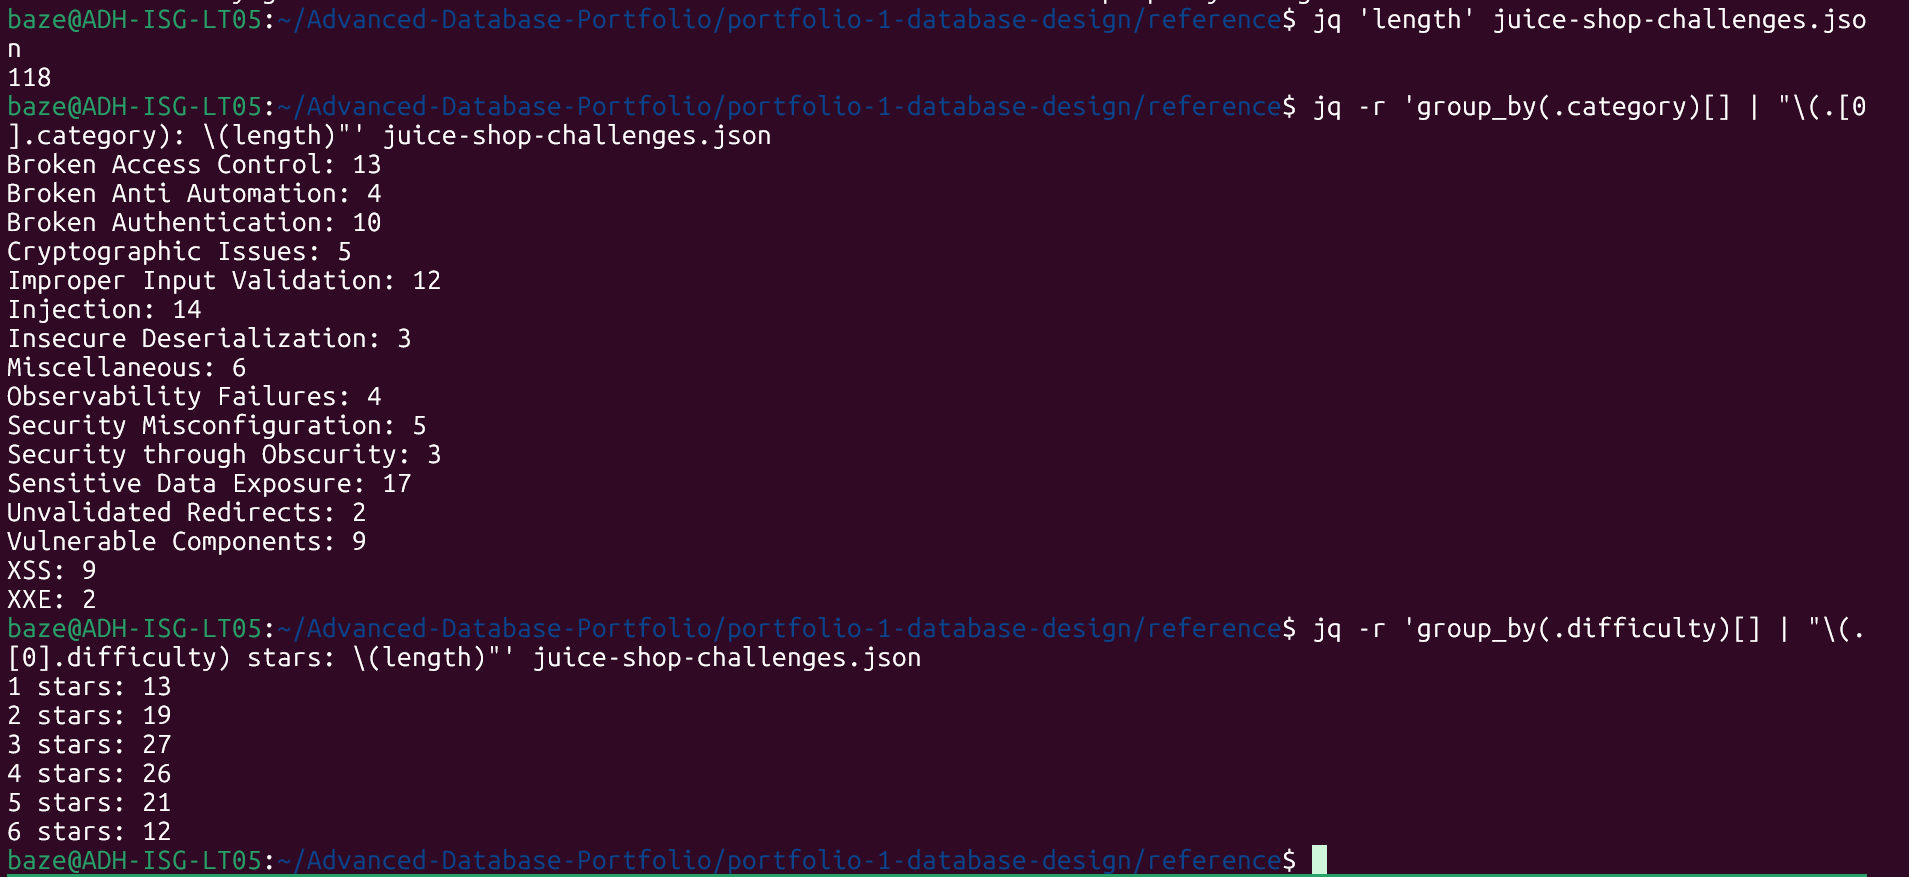 baze@ADH-ISG-LT05:~/Advanced-Database-Portfolio/portfolio-1-database-design/reference$ jq 'length' juice-shop-challenges.jso
n
118
baze@ADH-ISG-LT05:~/Advanced-Database-Portfolio/portfolio-1-database-design/reference$ jq -r 'group_by(.category)[] | "\(.[0
].category): \(length)"' juice-shop-challenges.json
Broken Access Control: 13
Broken Anti Automation: 4
Broken Authentication: 10
Cryptographic Issues: 5
Improper Input Validation: 12
Injection: 14
Insecure Deserialization: 3
Miscellaneous: 6
Observability Failures: 4
Security Misconfiguration: 5
Security through Obscurity: 3
Sensitive Data Exposure: 17
Unvalidated Redirects: 2
Vulnerable Components: 9
XSS: 9
XXE: 2
baze@ADH-ISG-LT05:~/Advanced-Database-Portfolio/portfolio-1-database-design/reference$ jq -r 'group_by(.difficulty)[] | "\(.
[0].difficulty) stars: \(length)"' juice-shop-challenges.json
1 stars: 13
2 stars: 19
3 stars: 27
4 stars: 26
5 stars: 21
6 stars: 12
baze@ADH-ISG-LT05:~/Advanced-Database-Portfolio/portfolio-1-database-design/reference$